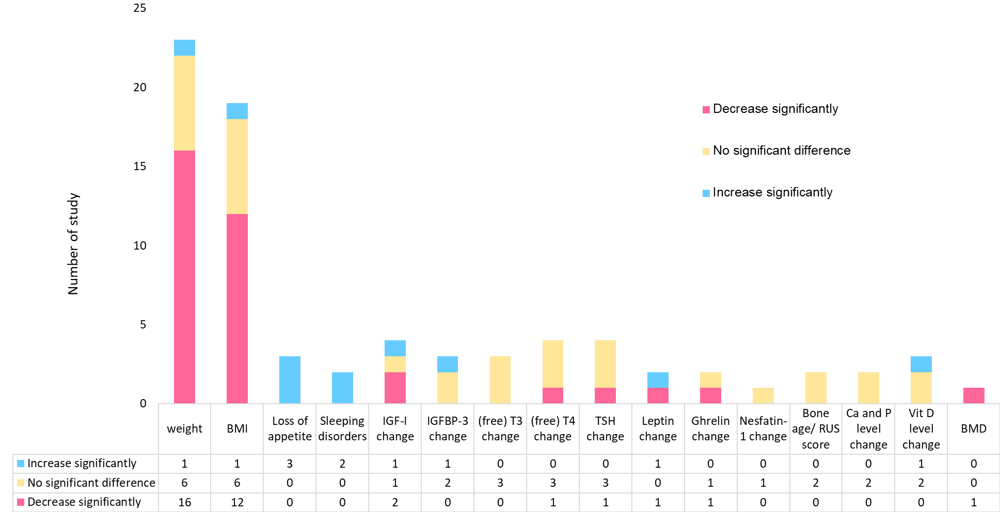 25
20
15
10
5
0
Number of study
Decrease significantly
No significant difference
Increase significantly
weight
BMI
Loss of
appetite
Sleeping
disorders
IGF-I
change
IGFBP-3
change
(free) T3
change
(free) T4
change
TSH
change
Leptin
change
Ghrelin
change
Nesfatin-
1 change
Bone
age/ RUS
score
Ca and P
level
change
Vit D
level
change
BMD
Increase significantly 1 1 3 2 1 1 0 0 0 1 0 0 0 0 1 0
No significant difference 6 6 0 0 1 2 3 3 3 0 1 1 2 2 2 0
Decrease significantly 16 12 0 0 2 0 0 1 1 1 1 0 0 0 0 1